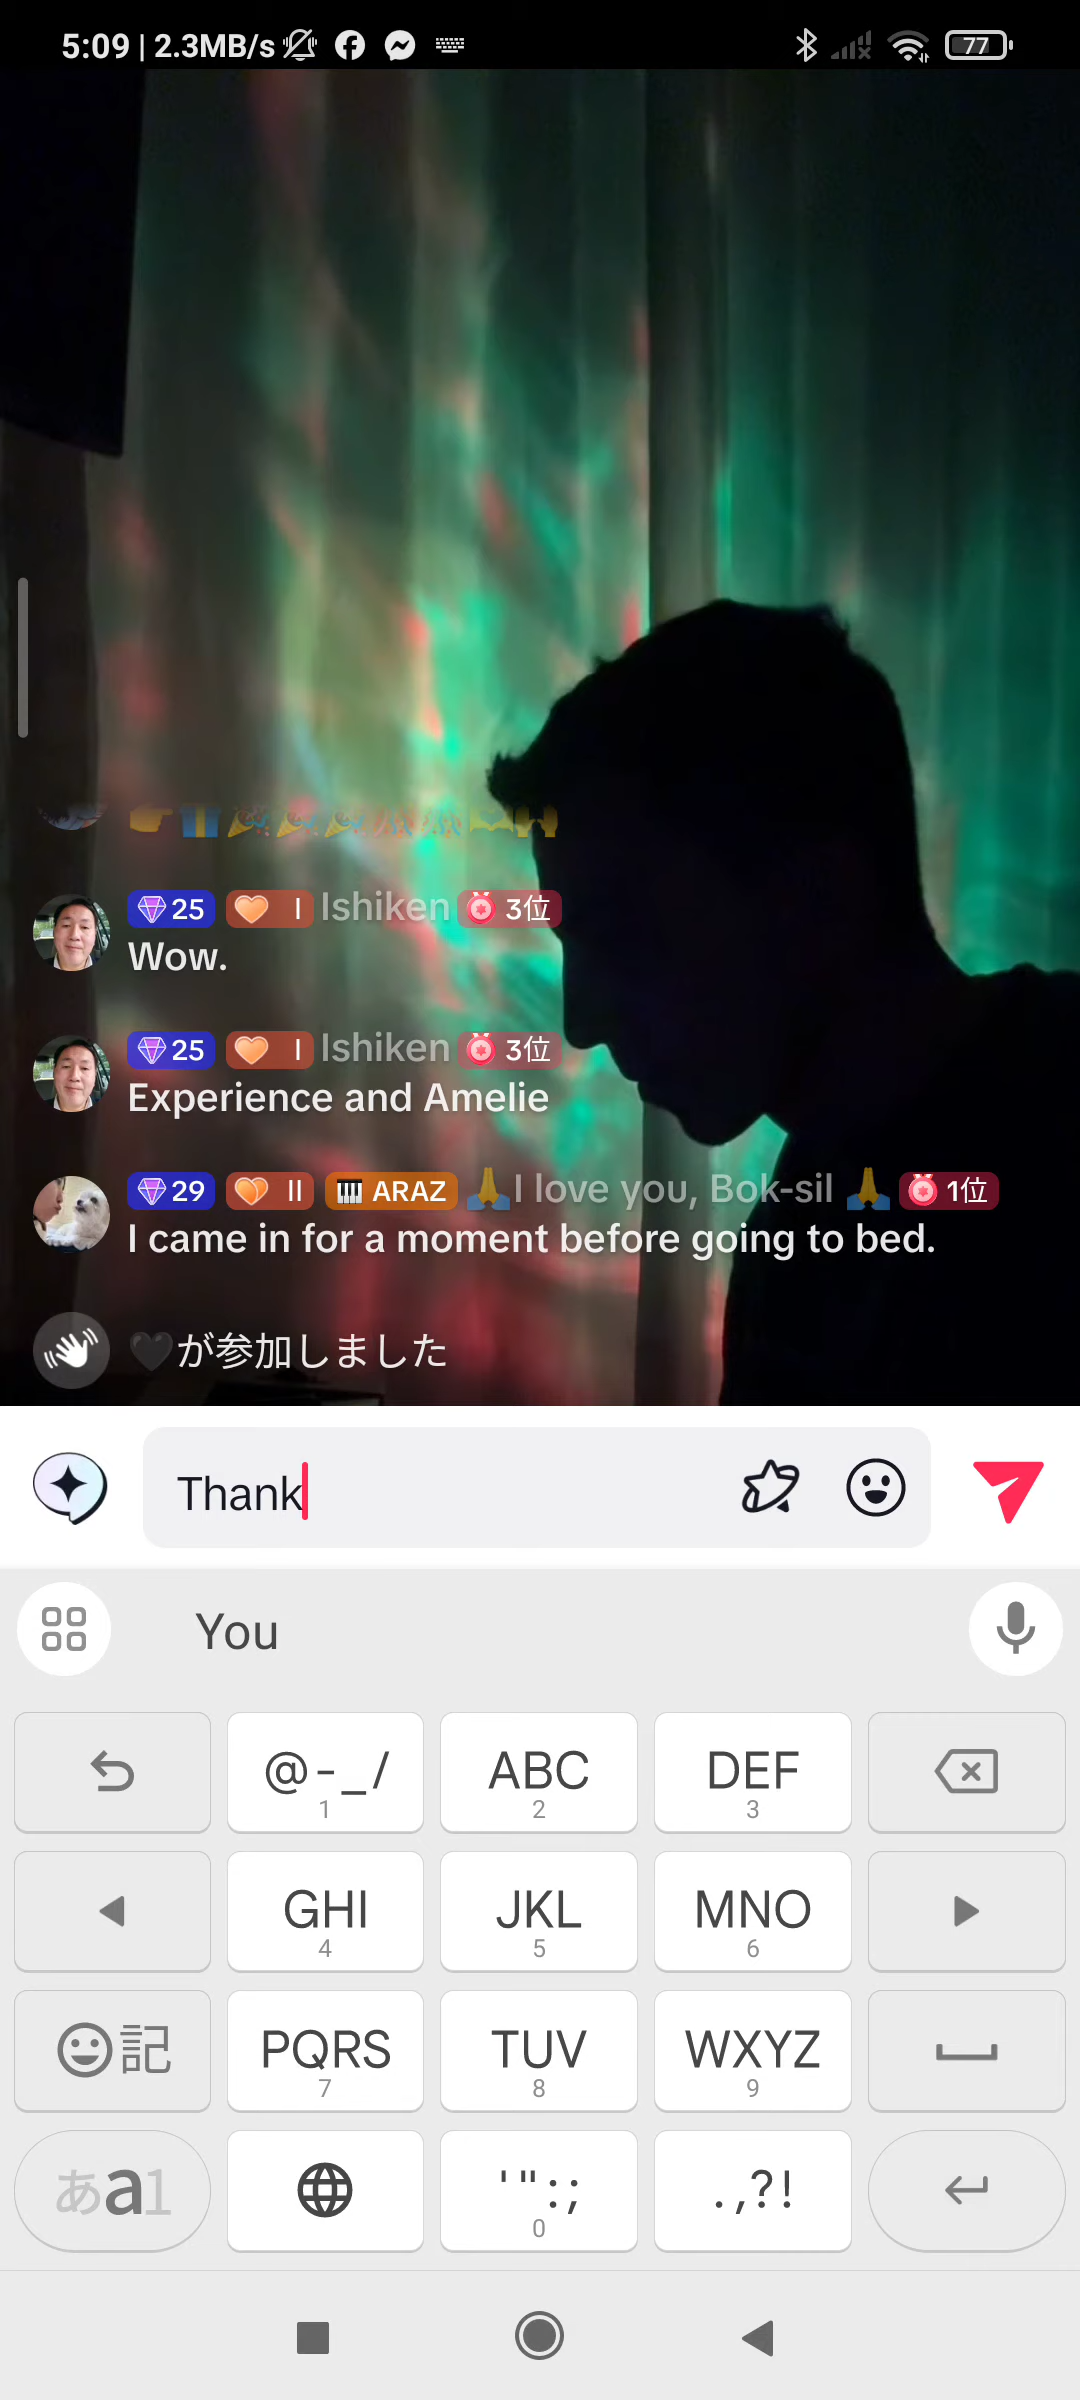 5:09 | 2.3MB/s 77
25 I Ishiken 3位
Wow.
25 I Ishiken 3位
Experience and Amelie
29 II ARAZ 🙏I love you, Bok-sil 🙏 1位
I came in for a moment before going to bed.
🖤が参加しました
Thank
You
@-_/ ABC DEF
1 2 3
GHI JKL MNO
4 5 6
記 PQRS TUV WXYZ
7 8 9
あa1 '":; .,?!
0